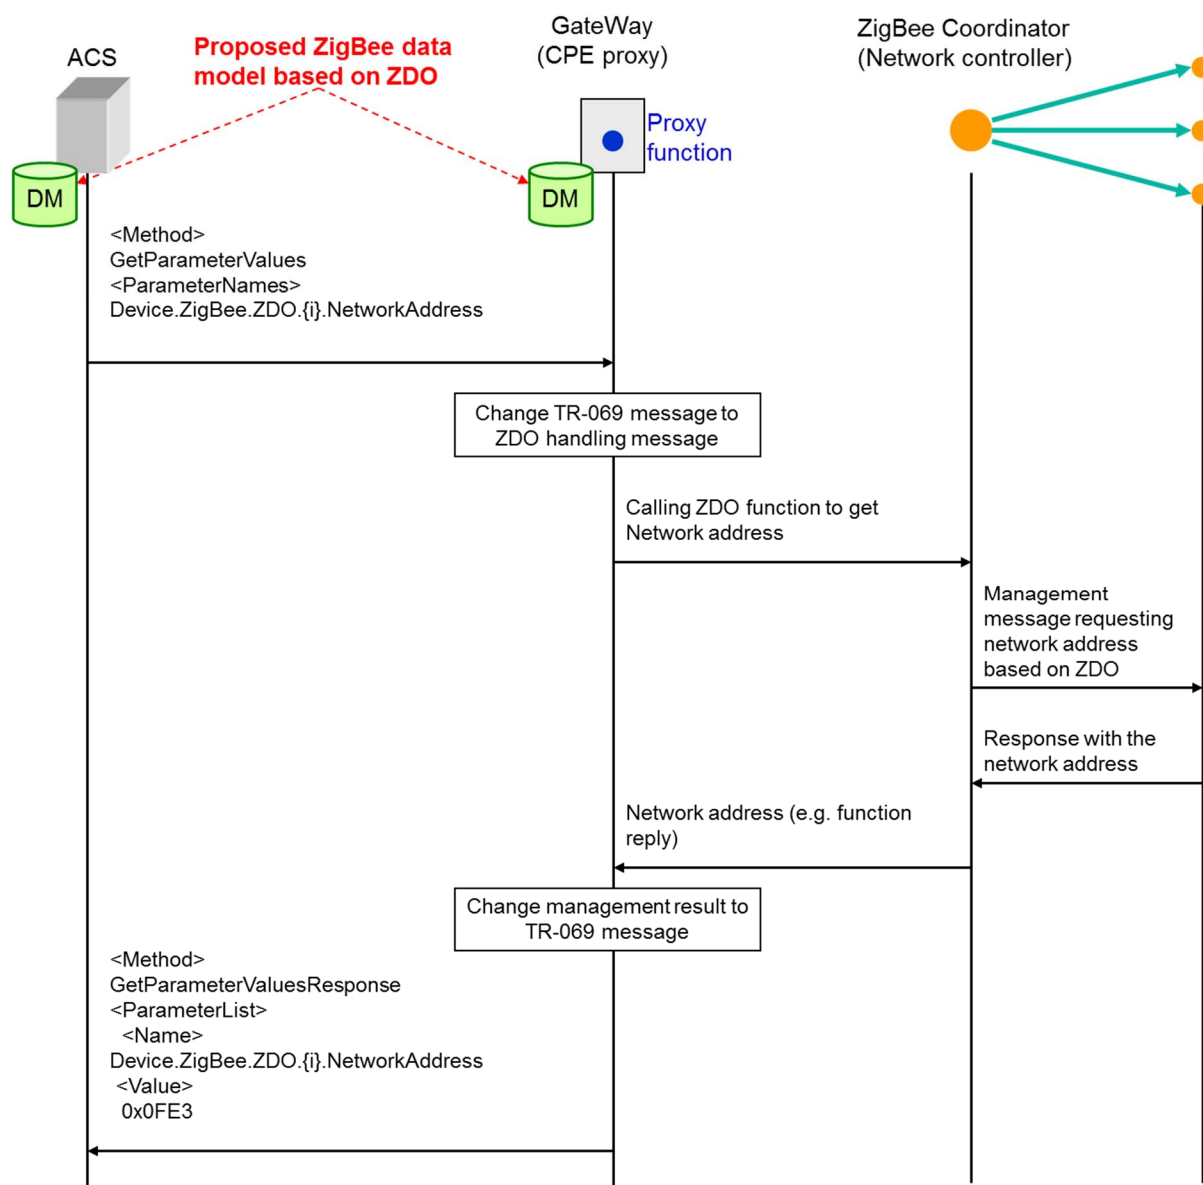 ACS
Proposed ZigBee data
model based on ZDO
GateWay
(CPE proxy)
ZigBee Coordinator
(Network controller)
Proxy
function
DM
DM
<Method>
GetParameterValues
<ParameterNames>
Device.ZigBee.ZDO.{i}.NetworkAddress
Change TR-069 message to
ZDO handling message
Calling ZDO function to get
Network address
Management
message requesting
network address
based on ZDO
Response with the
network address
Network address (e.g. function
reply)
Change management result to
TR-069 message
<Method>
GetParameterValuesResponse
<ParameterList>
<Name>
Device.ZigBee.ZDO.{i}.NetworkAddress
<Value>
0x0FE3